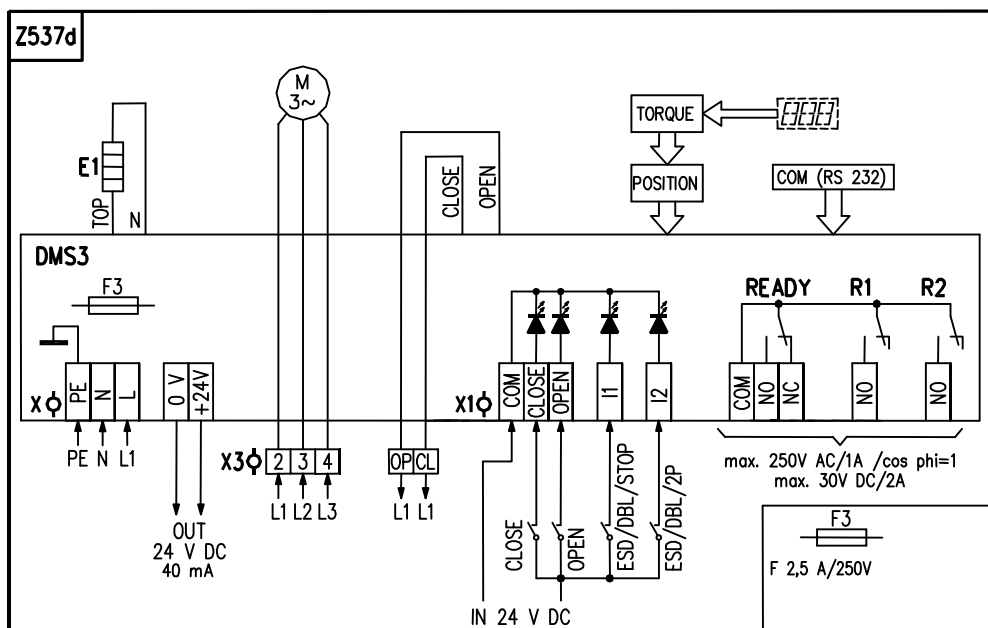 Z537d
M
3~
E1
TOP
N
CLOSE
OPEN
TORQUE
POSITION
COM (RS 232)
DMS3
F3
READY
R1
R2
X
PE
N
L
0 V
+24V
X1
COM
CLOSE
OPEN
I1
I2
COM
NO
NC
NO
NO
PE N L1
X3
2 3 4
OP CL
L1 L2 L3
L1 L1
OUT
24 V DC
40 mA
CLOSE
OPEN
ESD/DBL/STOP
ESD/DBL/2P
IN 24 V DC
max. 250V AC/1A /cos phi=1
max. 30V DC/2A
F3
F 2,5 A/250V